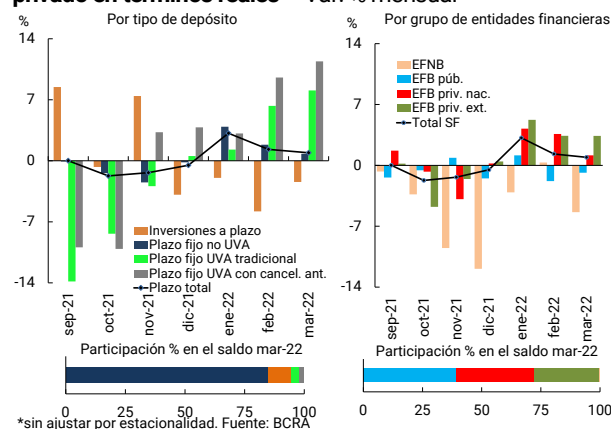 privado en términos reales – Var. % mensual
Por tipo de depósito
%
14
7
0
-7
-14
Inversiones a plazo
Plazo fijo no UVA
Plazo fijo UVA tradicional
Plazo fijo UVA con cancel. ant.
Plazo total
sep-21
oct-21
nov-21
dic-21
ene-22
feb-22
mar-22
Participación % en el saldo mar-22
0
25
50
75
100
Por grupo de entidades financieras
%
14
7
0
-7
-14
EFNB
EFB púb.
EFB priv. nac.
EFB priv. ext.
Total SF
sep-21
oct-21
nov-21
dic-21
ene-22
feb-22
mar-22
Participación % en el saldo mar-22
0
25
50
75
100
*sin ajustar por estacionalidad. Fuente: BCRA